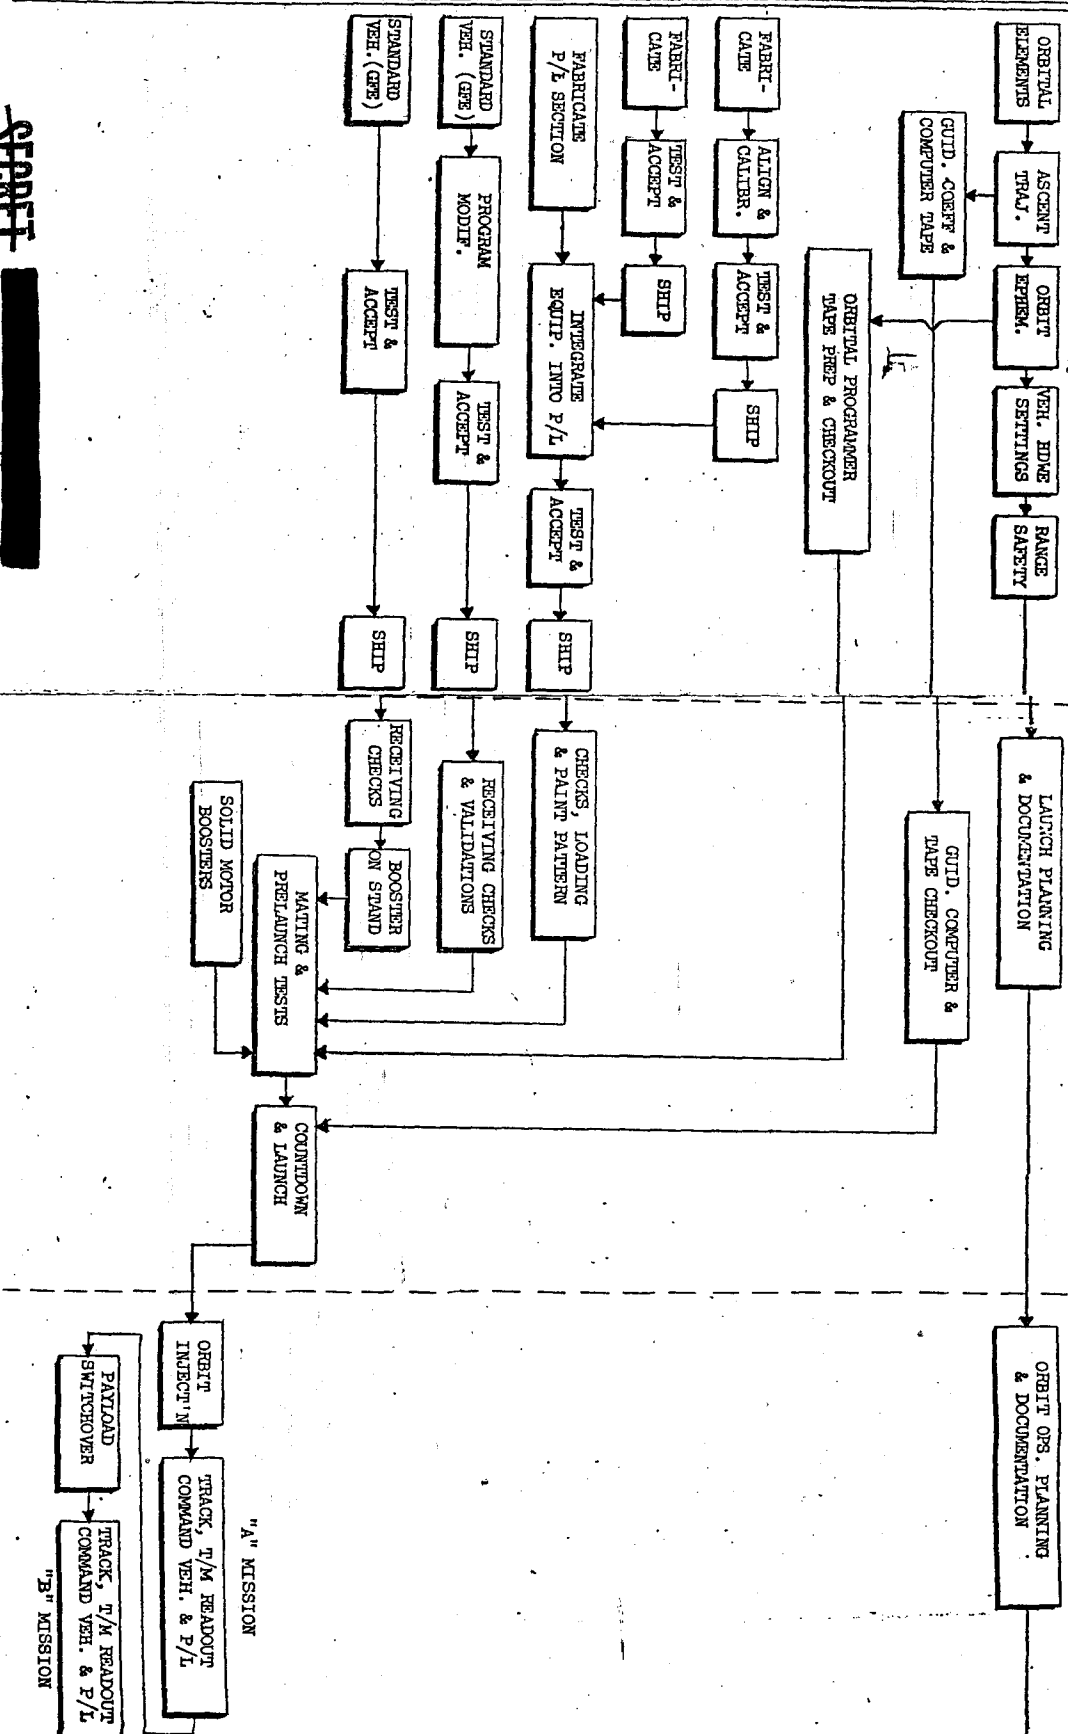 ORBITAL
ELEMENTS
ASCENT
TRAJ.
ORBIT
EPHEM.
VEH. HDWE
SETTINGS
RANGE
SAFETY
LAUNCH PLANNING
& DOCUMENTATION
ORBIT OPS. PLANNING
& DOCUMENTATION
GUID. COEFF &
COMPUTER TAPE
GUID. COMPUTER &
TAPE CHECKOUT
ORBITAL PROGRAMMER
TAPE PREP & CHECKOUT
FABRI-
CATE
ALIGN &
CALIBR.
TEST &
ACCEPT
SHIP
FABRI-
CATE
TEST &
ACCEPT
SHIP
FABRICATE
P/L SECTION
INTEGRATE
EQUIP. INTO P/L
TEST &
ACCEPT
SHIP
CHECKS, LOADING
& PAINT PATTERN
STANDARD
VEH. (GFE)
PROGRAM
MODIF.
TEST &
ACCEPT
SHIP
RECEIVING CHECKS
& VALIDATIONS
STANDARD
VEH.(GFE)
TEST &
ACCEPT
SHIP
RECEIVING
CHECKS
BOOSTER
ON STAND
MATING &
PRELAUNCH TESTS
COUNTDOWN
& LAUNCH
SOLID MOTOR
BOOSTERS
"A" MISSION
ORBIT
INJECT'N
TRACK, T/M READOUT
COMMAND VEH. & P/L
PAYLOAD
SWITCHOVER
TRACK, T/M READOUT
COMMAND VEH. & P/L
"B" MISSION
SECRET